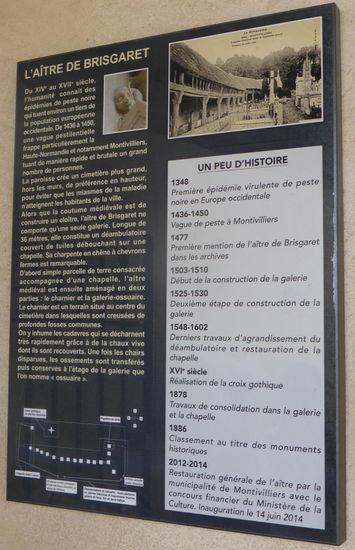 L'AÎTRE DE BRISGARET
Du XIVᵉ au XVIIᵉ siècle,
l'humanité connaît des
épidémies de peste noire
qui tuent environ un tiers de
la population européenne
occidentale. De 1436 à 1450,
une vague pestilentielle
frappe particulièrement la
Haute-Normandie et notamment Montivilliers,
tuant de manière rapide et brutale un grand
nombre de personnes.
La paroisse crée un cimetière plus grand,
hors les murs, de préférence en hauteur,
pour éviter que les miasmes de la maladie
n'atteignent les habitants de la ville.
Alors que la coutume médiévale est de
construire un cloître, l'aître de Brisgaret ne
comporte qu'une seule galerie. Longue de
36 mètres, elle constitue un déambulatoire
couvert de tuiles débouchant sur une
chapelle. Sa charpente en chêne à chevrons
fermes est remarquable.
D'abord simple parcelle de terre consacrée
accompagnée d'une chapelle, l'aître
médiéval est ensuite aménagé en deux
parties : le charnier et la galerie-ossuaire.
Le charnier est un terrain situé au centre du
cimetière dans lesquelles sont creusées de
profondes fosses communes.
On y inhume les cadavres qui se décharnent
très rapidement grâce à de la chaux vive
dont ils sont recouverts. Une fois les chairs
disparues, les ossements sont transférés
puis conservés à l'étage de la galerie que
l'on nomme « ossuaire ».
UN PEU D'HISTOIRE
1348
Première épidémie virulente de peste
noire en Europe occidentale
1436-1450
Vague de peste à Montivilliers
1477
Première mention de l'aître de Brisgaret
dans les archives
1503-1510
Début de la construction de la galerie
1525-1530
Deuxième étape de construction de la
galerie
1548-1602
Derniers travaux d'agrandissement du
déambulatoire et restauration de la
chapelle
XVIᵉ siècle
Réalisation de la croix gothique
1878
Travaux de consolidation dans la galerie
et la chapelle
1886
Classement au titre des monuments
historiques
2012-2014
Restauration générale de l'aître par la
municipalité de Montivilliers avec le
concours financier du Ministère de la
Culture. Inauguration le 14 juin 2014